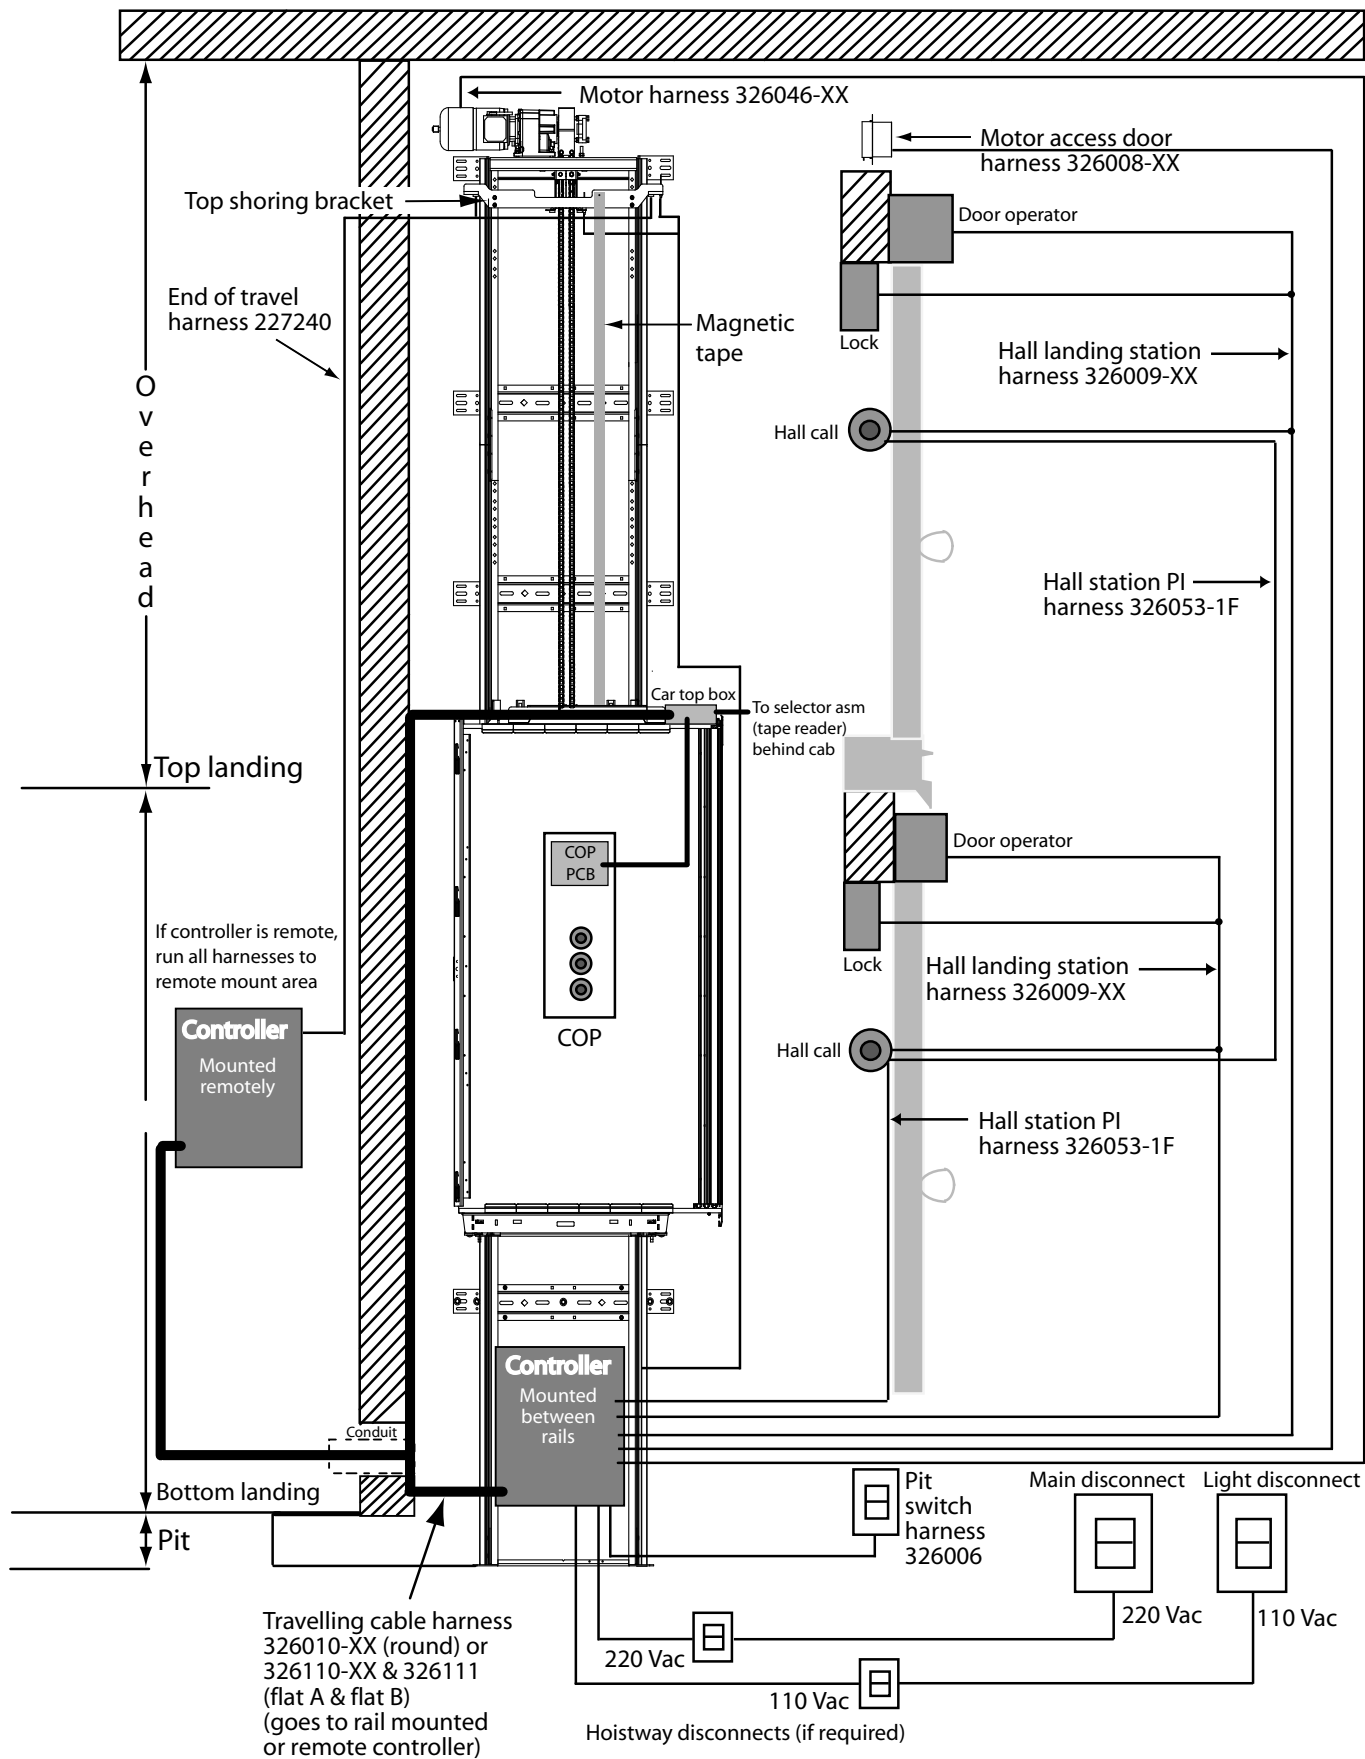 Motor harness 326046-XX
Motor access door
harness 326008-XX
Top shoring bracket
Door operator
End of travel
harness 227240
Magnetic
tape
Lock
Hall landing station
harness 326009-XX
Overhead
Hall call
Hall station PI
harness 326053-1F
Car top box
To selector asm
(tape reader)
behind cab
Top landing
COP
PCB
Door operator
If controller is remote,
run all harnesses to
remote mount area
Lock
Hall landing station
harness 326009-XX
Controller
Mounted
remotely
COP
Hall call
Hall station PI
harness 326053-1F
Controller
Mounted
between
rails
Conduit
Bottom landing
Pit
Pit
switch
harness
326006
Main disconnect
Light disconnect
220 Vac
110 Vac
Travelling cable harness
326010-XX (round) or
326110-XX & 326111
(flat A & flat B)
(goes to rail mounted
or remote controller)
220 Vac
110 Vac
Hoistway disconnects (if required)